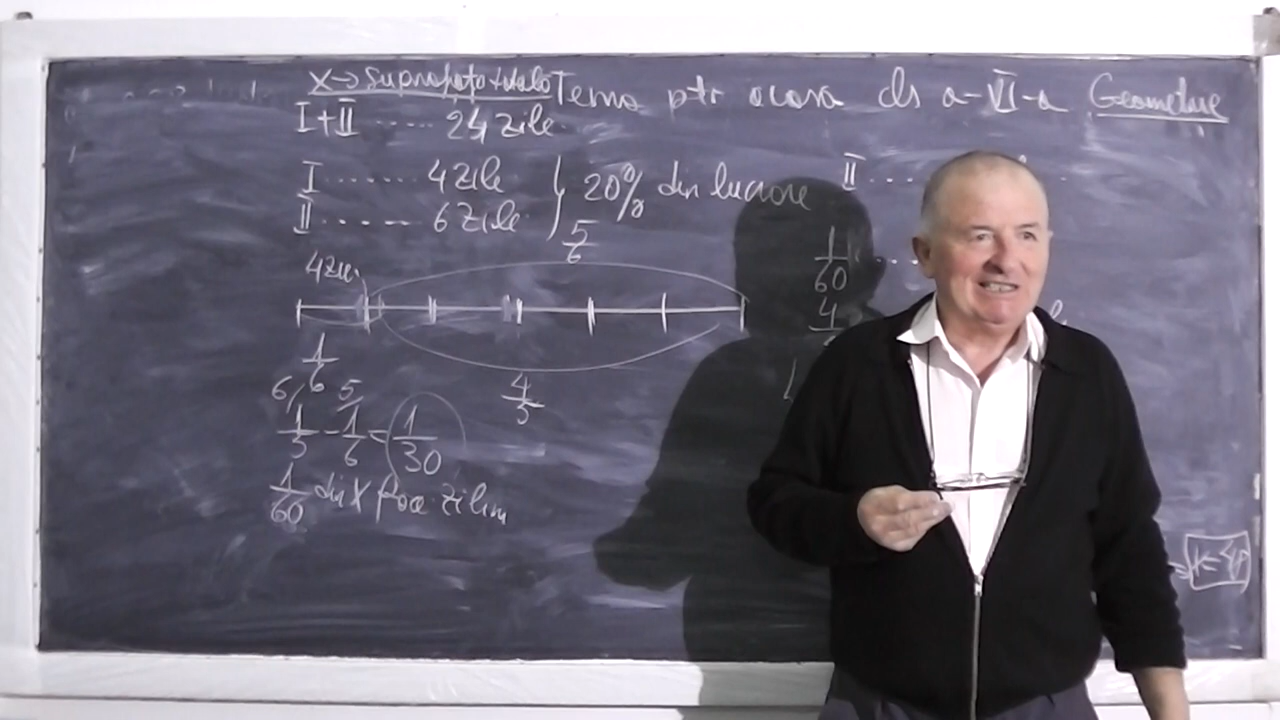 X → Suprafața totală Temă ptr acasă cls a-VI-a Geometrie
I+II ..... 24 zile
I ....... 4 zile
II ...... 6 zile
20% din lucrare
II ....
5/6
1/60 ...
4
4 zile
1/6
4/5
6/ 5/
1/5 - 1/6 = 1/30
1/60 din X face zilnic